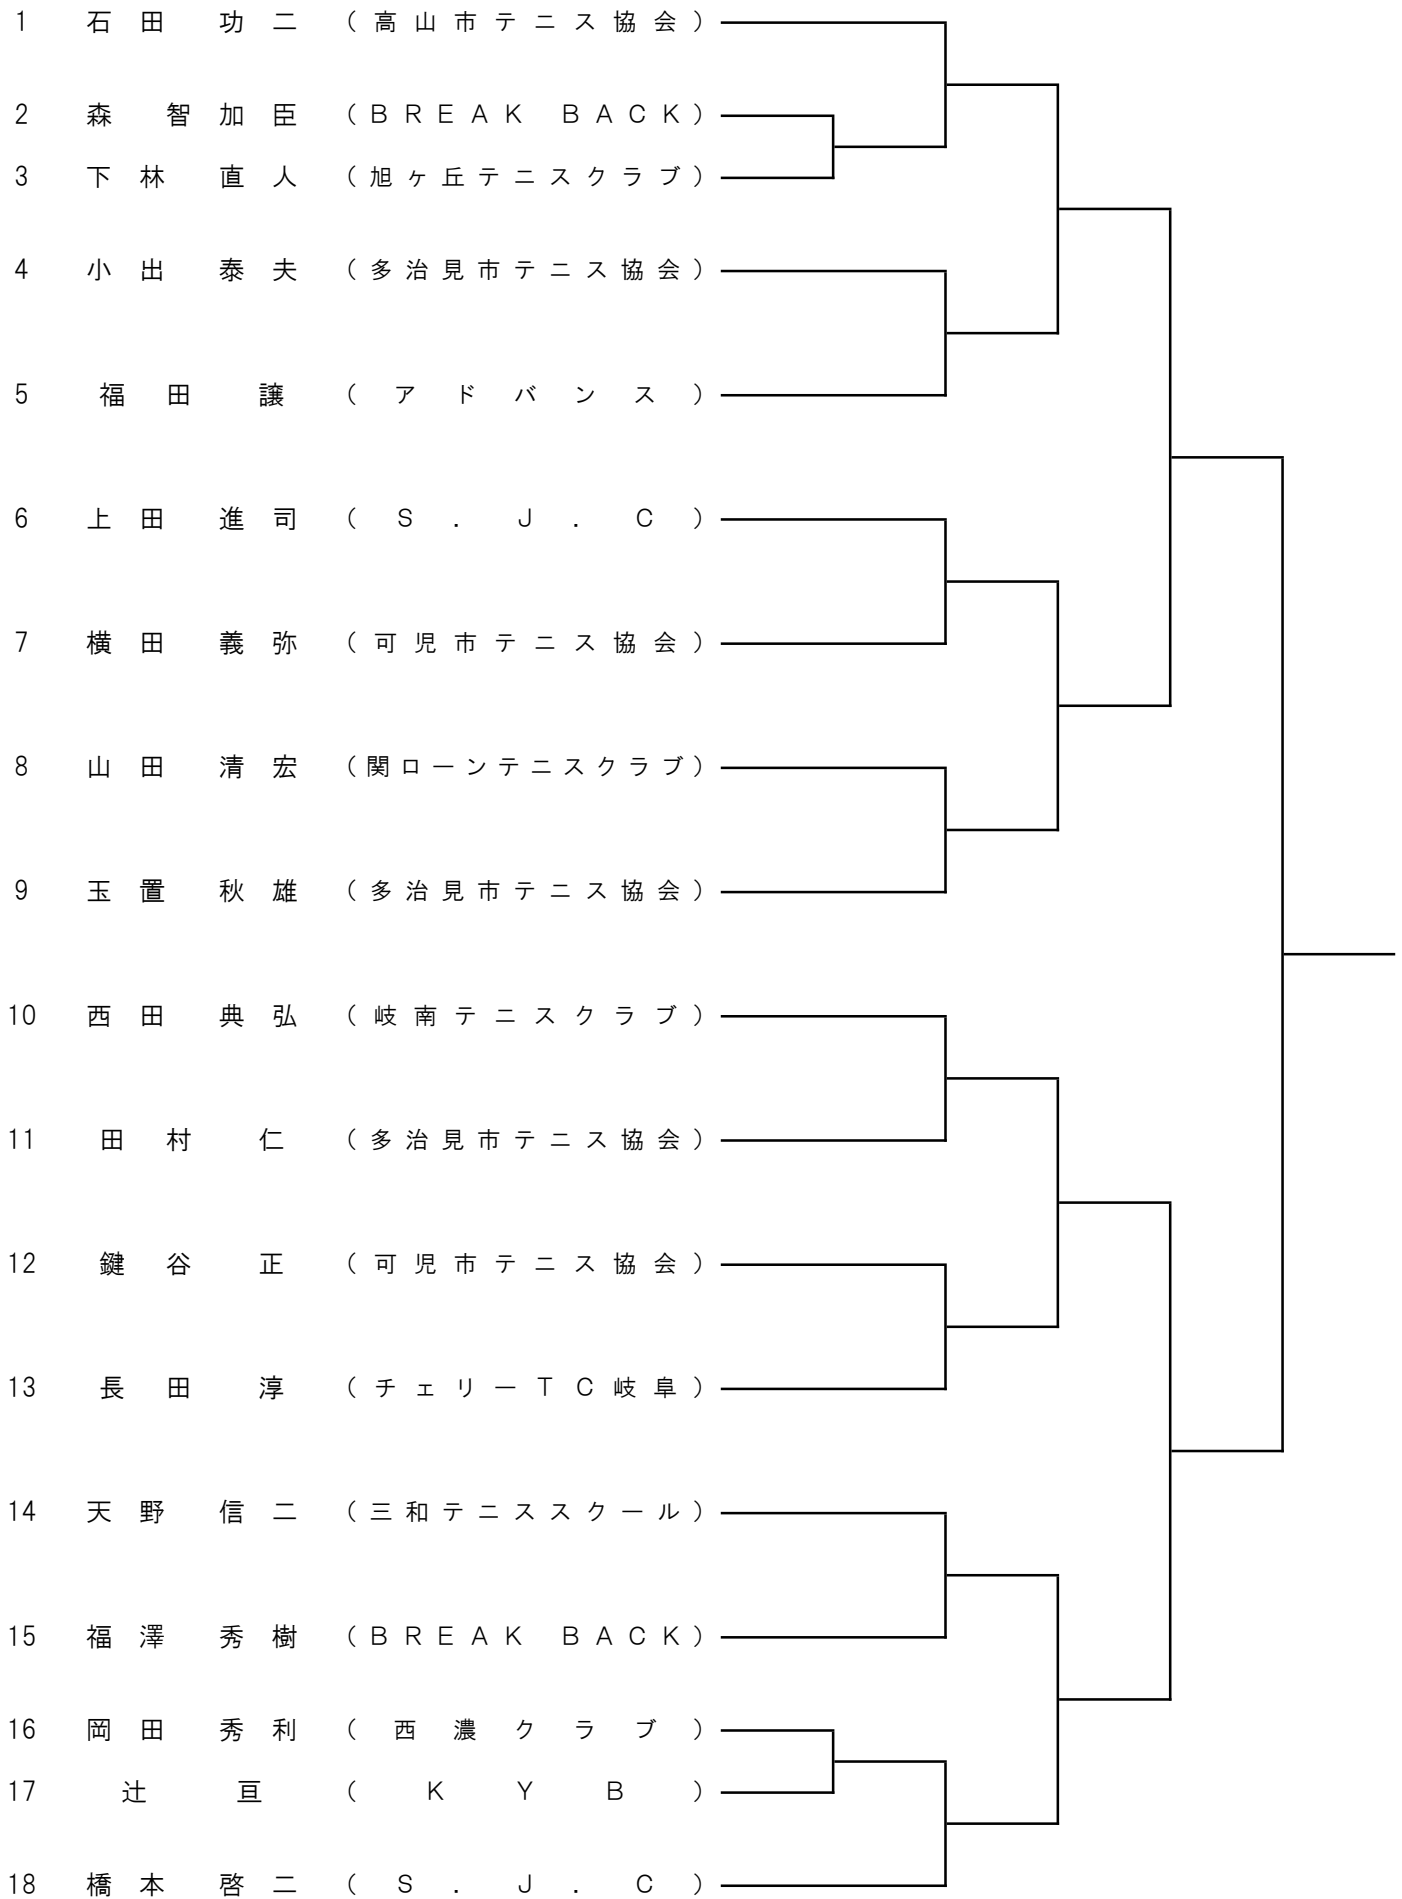 1 石田 功二 (高山市テニス協会)
2 森 智加臣 (BREAK BACK)
3 下林 直人 (旭ヶ丘テニスクラブ)
4 小出 泰夫 (多治見市テニス協会)
5 福田 譲 (アドバンス)
6 上田 進司 (S.J.C)
7 横田 義弥 (可児市テニス協会)
8 山田 清宏 (関ローンテニスクラブ)
9 玉置 秋雄 (多治見市テニス協会)
10 西田 典弘 (岐南テニスクラブ)
11 田村 仁 (多治見市テニス協会)
12 鍵谷 正 (可児市テニス協会)
13 長田 淳 (チェリーTC岐阜)
14 天野 信二 (三和テニススクール)
15 福澤 秀樹 (BREAK BACK)
16 岡田 秀利 (西濃クラブ)
17 辻 亘 (KYB)
18 橋本 啓二 (S.J.C)